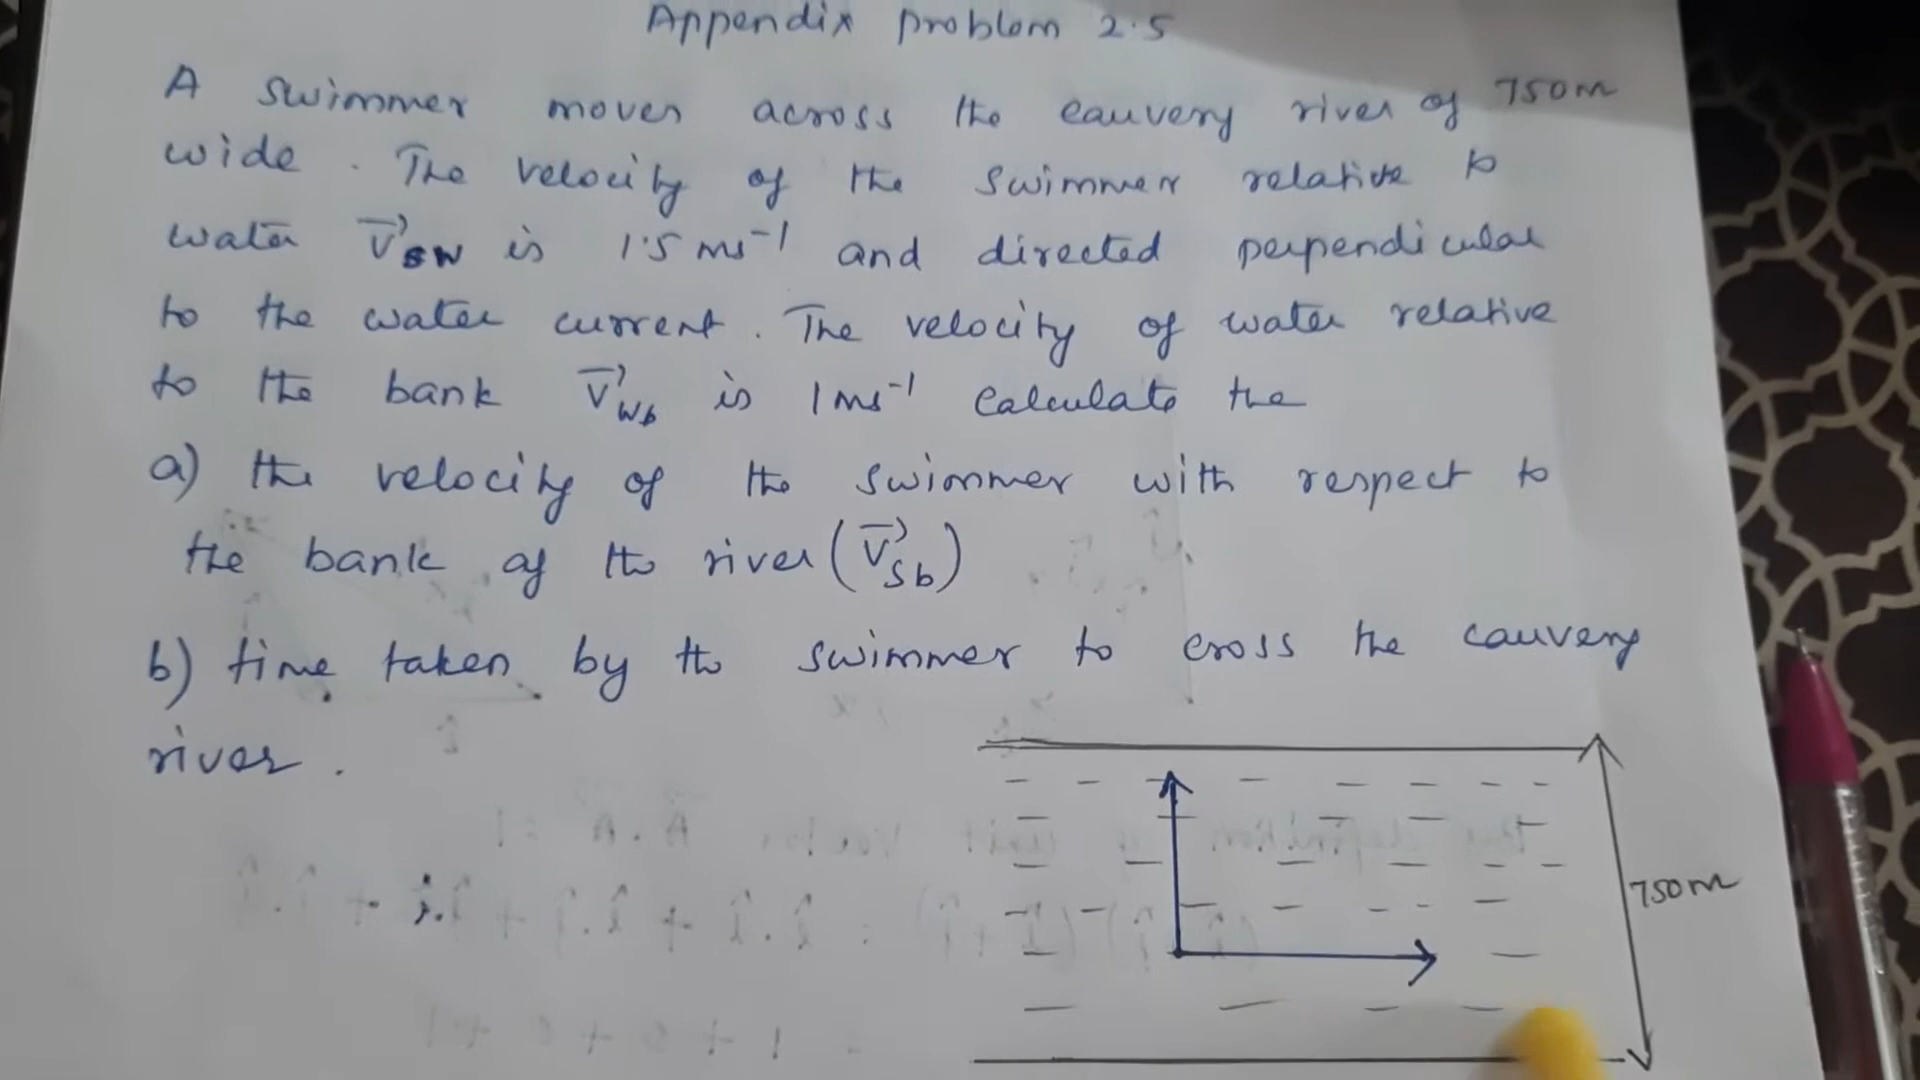 Appendix problem 2.5
A swimmer moves across the cauvery river of 750m
wide. The velocity of the swimmer relative to
water v⃗sw is 1.5 ms⁻¹ and directed perpendicular
to the water current. The velocity of water relative
to the bank v⃗wb is 1 ms⁻¹ calculate the
a) the velocity of the swimmer with respect to
the bank of the river (v⃗sb)
b) time taken by the swimmer to cross the cauvery
river.
750m